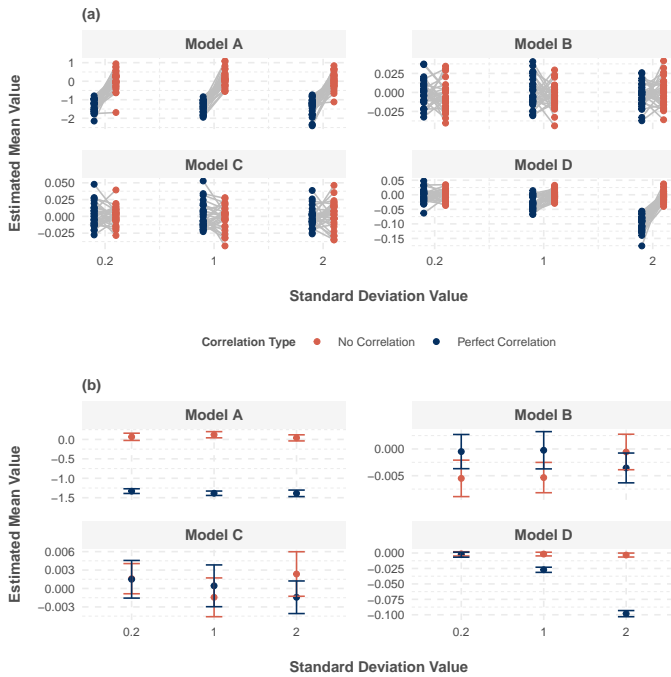 (a)
Model A
Model B
1
0
−1
−2
0.025
0.000
−0.025
Model C
Model D
0.050
0.025
0.000
−0.025
0.05
0.00
−0.05
−0.10
−0.15
0.2
1
2
0.2
1
2
Estimated Mean Value
Standard Deviation Value
Correlation Type
No Correlation
Perfect Correlation
(b)
Model A
Model B
0.0
−0.5
−1.0
−1.5
0.000
−0.005
Model C
Model D
0.006
0.003
0.000
−0.003
0.000
−0.025
−0.050
−0.075
−0.100
0.2
1
2
0.2
1
2
Estimated Mean Value
Standard Deviation Value